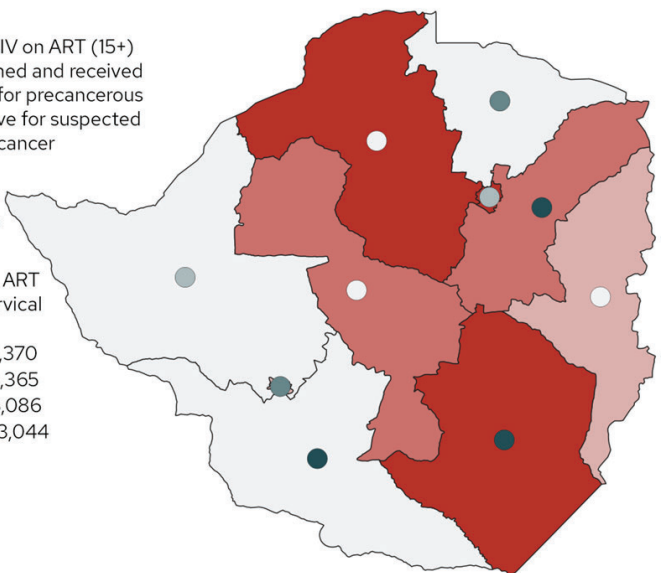 IV on ART (15+)
ned and received
for precancerous
ve for suspected
cancer
ART
rvical
,370
,365
,086
3,044